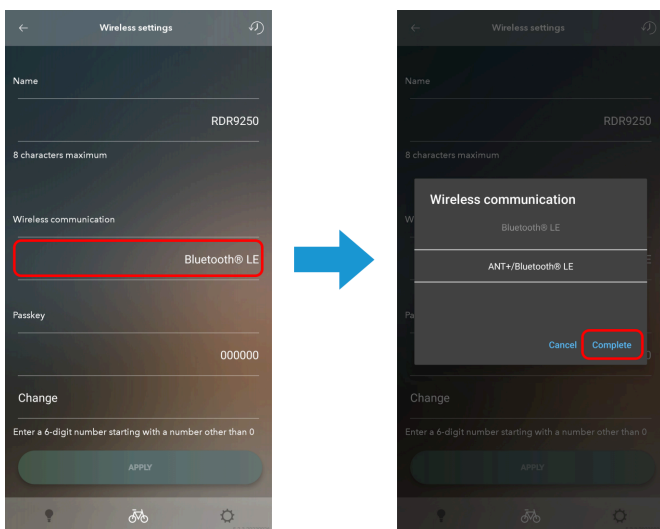 Wireless settings
Name
RDR9250
8 characters maximum
Wireless communication
Bluetooth® LE
Passkey
000000
Change
Enter a 6-digit number starting with a number other than 0
APPLY
Wireless settings
Name
RDR9250
8 characters maximum
Wireless communication
Bluetooth® LE
ANT+/Bluetooth® LE
Cancel Complete
Change
Enter a 6-digit number starting with a number other than 0
APPLY